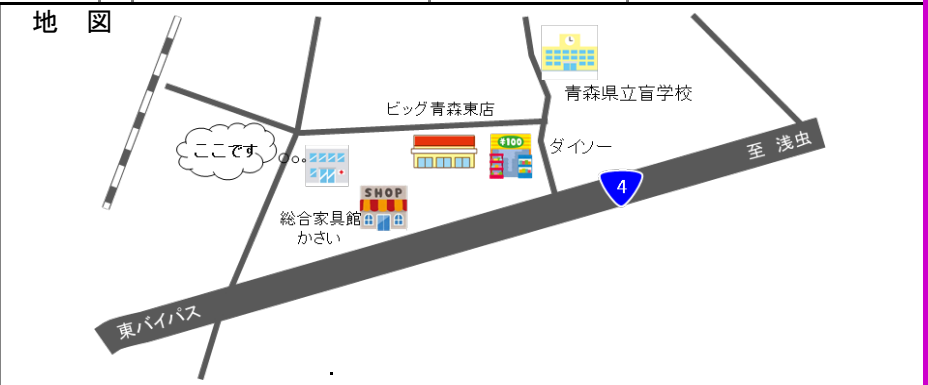 地　図
青森県立盲学校
ビッグ青森東店
ここです
¥100
ダイソー
至　浅虫
4
SHOP
総合家具館
かさい
東バイパス